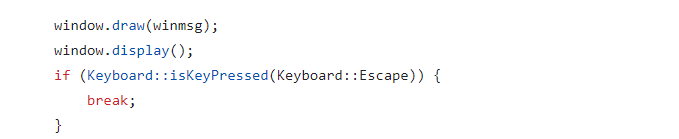 window.draw(winmsg);
window.display();
if (Keyboard::isKeyPressed(Keyboard::Escape)) {
    break;
}